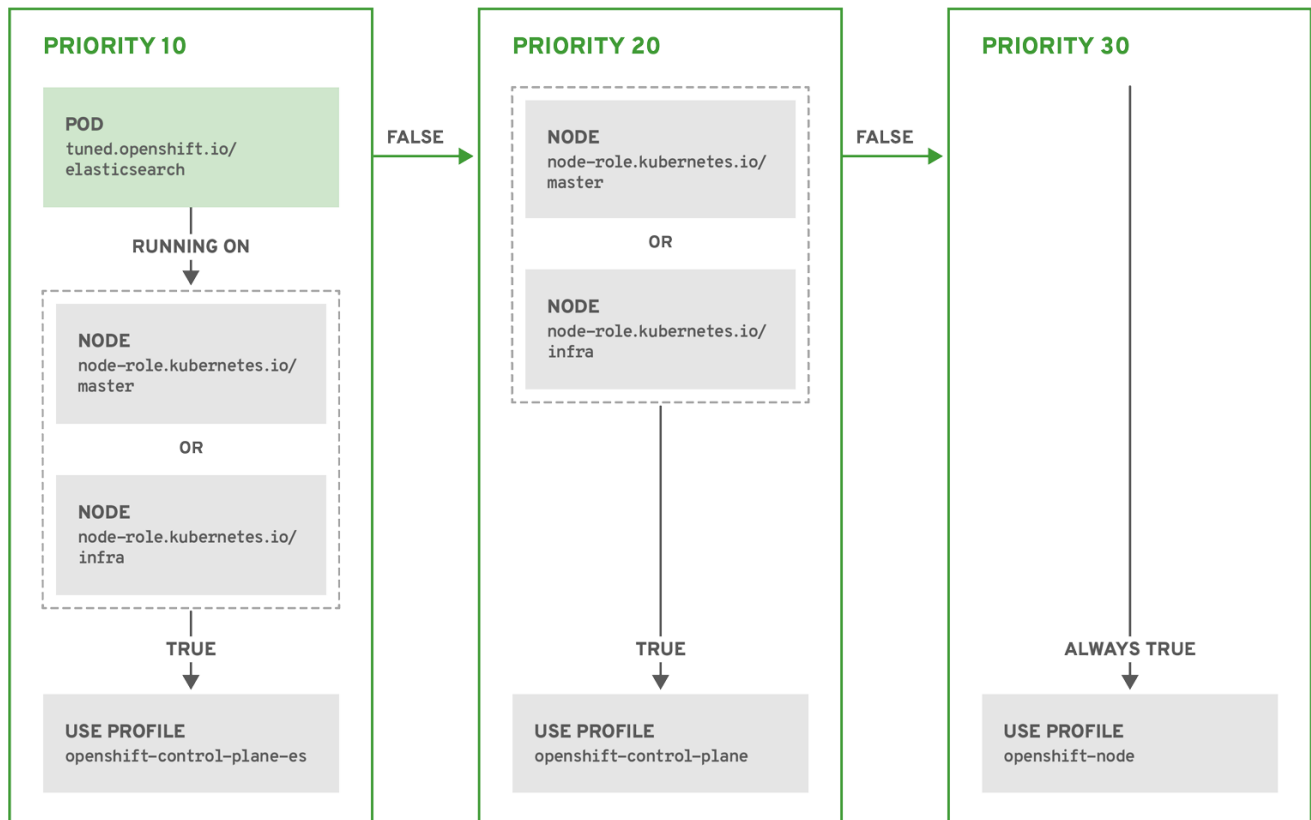 PRIORITY 10
POD
tuned.openshift.io/
elasticsearch
RUNNING ON
NODE
node-role.kubernetes.io/
master
OR
NODE
node-role.kubernetes.io/
infra
TRUE
USE PROFILE
openshift-control-plane-es
FALSE
PRIORITY 20
NODE
node-role.kubernetes.io/
master
OR
NODE
node-role.kubernetes.io/
infra
TRUE
USE PROFILE
openshift-control-plane
FALSE
PRIORITY 30
ALWAYS TRUE
USE PROFILE
openshift-node